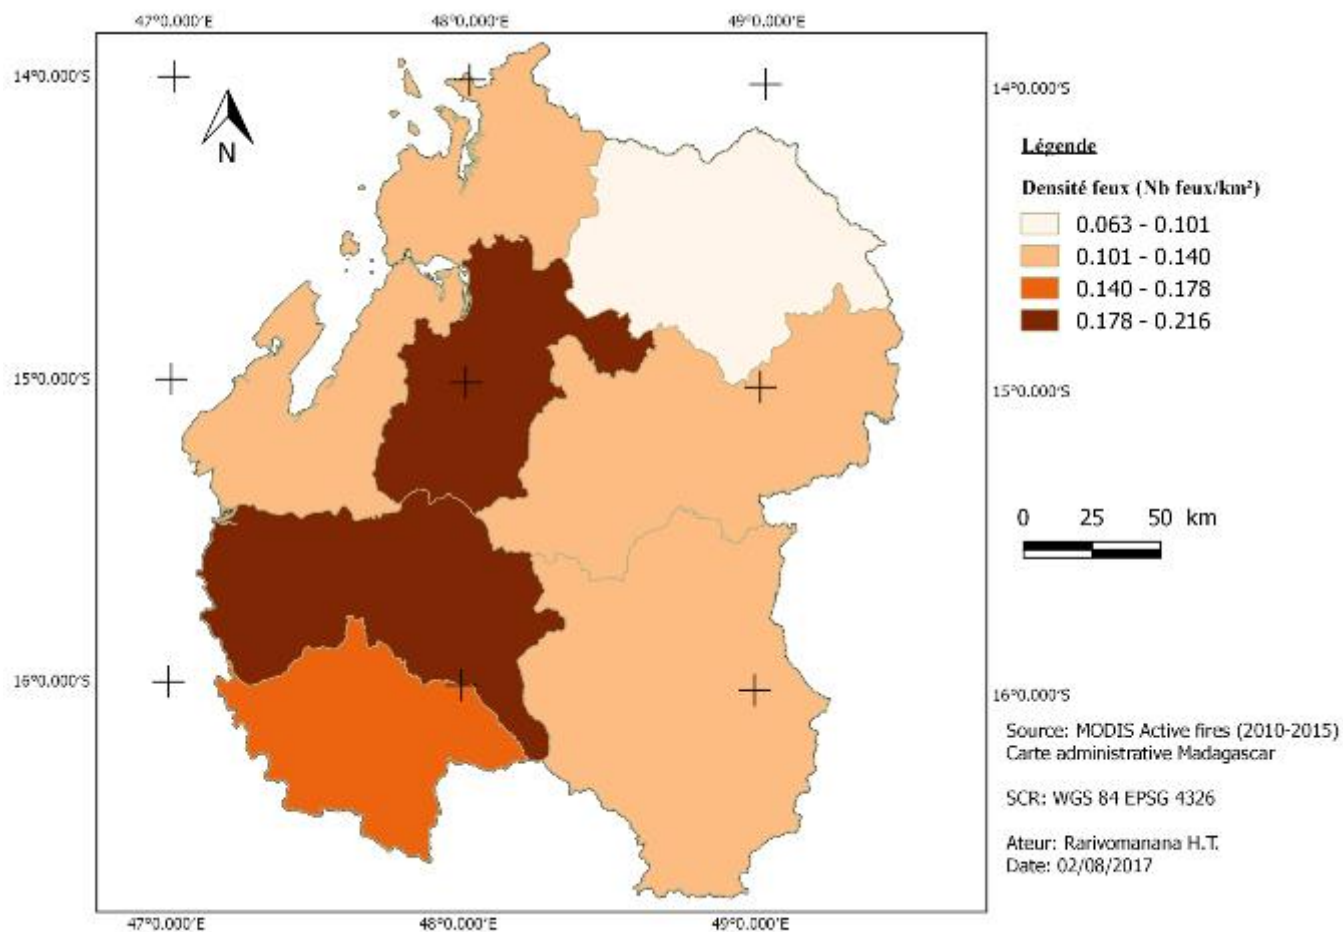 47°0.000'E
48°0.000'E
49°0.000'E
14°0.000'S
14°0.000'S
N
Légende
Densité feux (Nb feux/km²)
0.063 - 0.101
0.101 - 0.140
0.140 - 0.178
0.178 - 0.216
15°0.000'S
15°0.000'S
0 25 50 km
16°0.000'S
16°0.000'S
Source: MODIS Active fires (2010-2015)
Carte administrative Madagascar
SCR: WGS 84 EPSG 4326
Ateur: Rarivomanana H.T.
Date: 02/08/2017
47°0.000'E
48°0.000'E
49°0.000'E